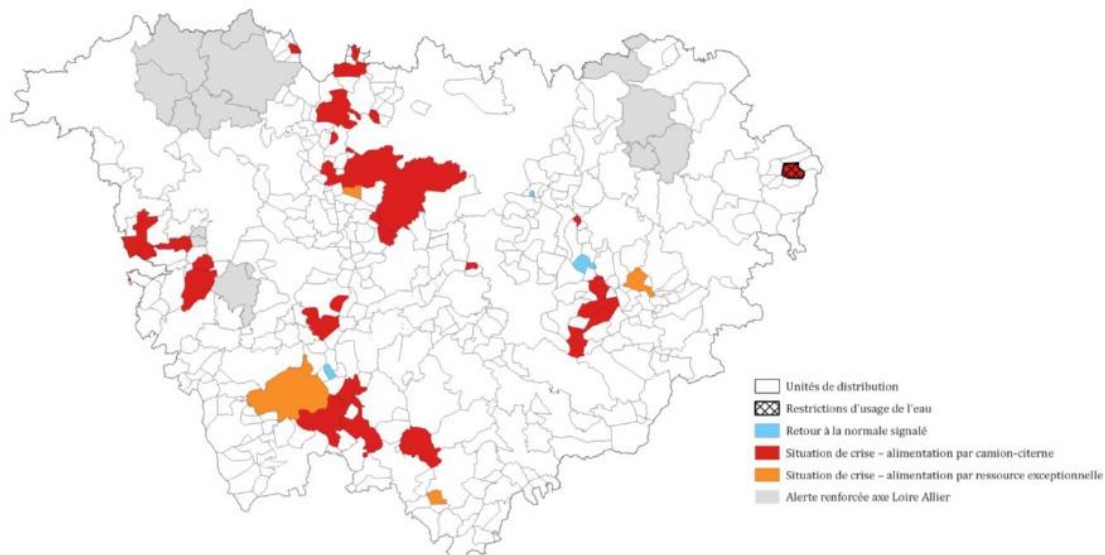 Unités de distribution
Restrictions d'usage de l'eau
Retour à la normale signalé
Situation de crise – alimentation par camion-citerne
Situation de crise – alimentation par ressource exceptionnelle
Alerte renforcée axe Loire Allier